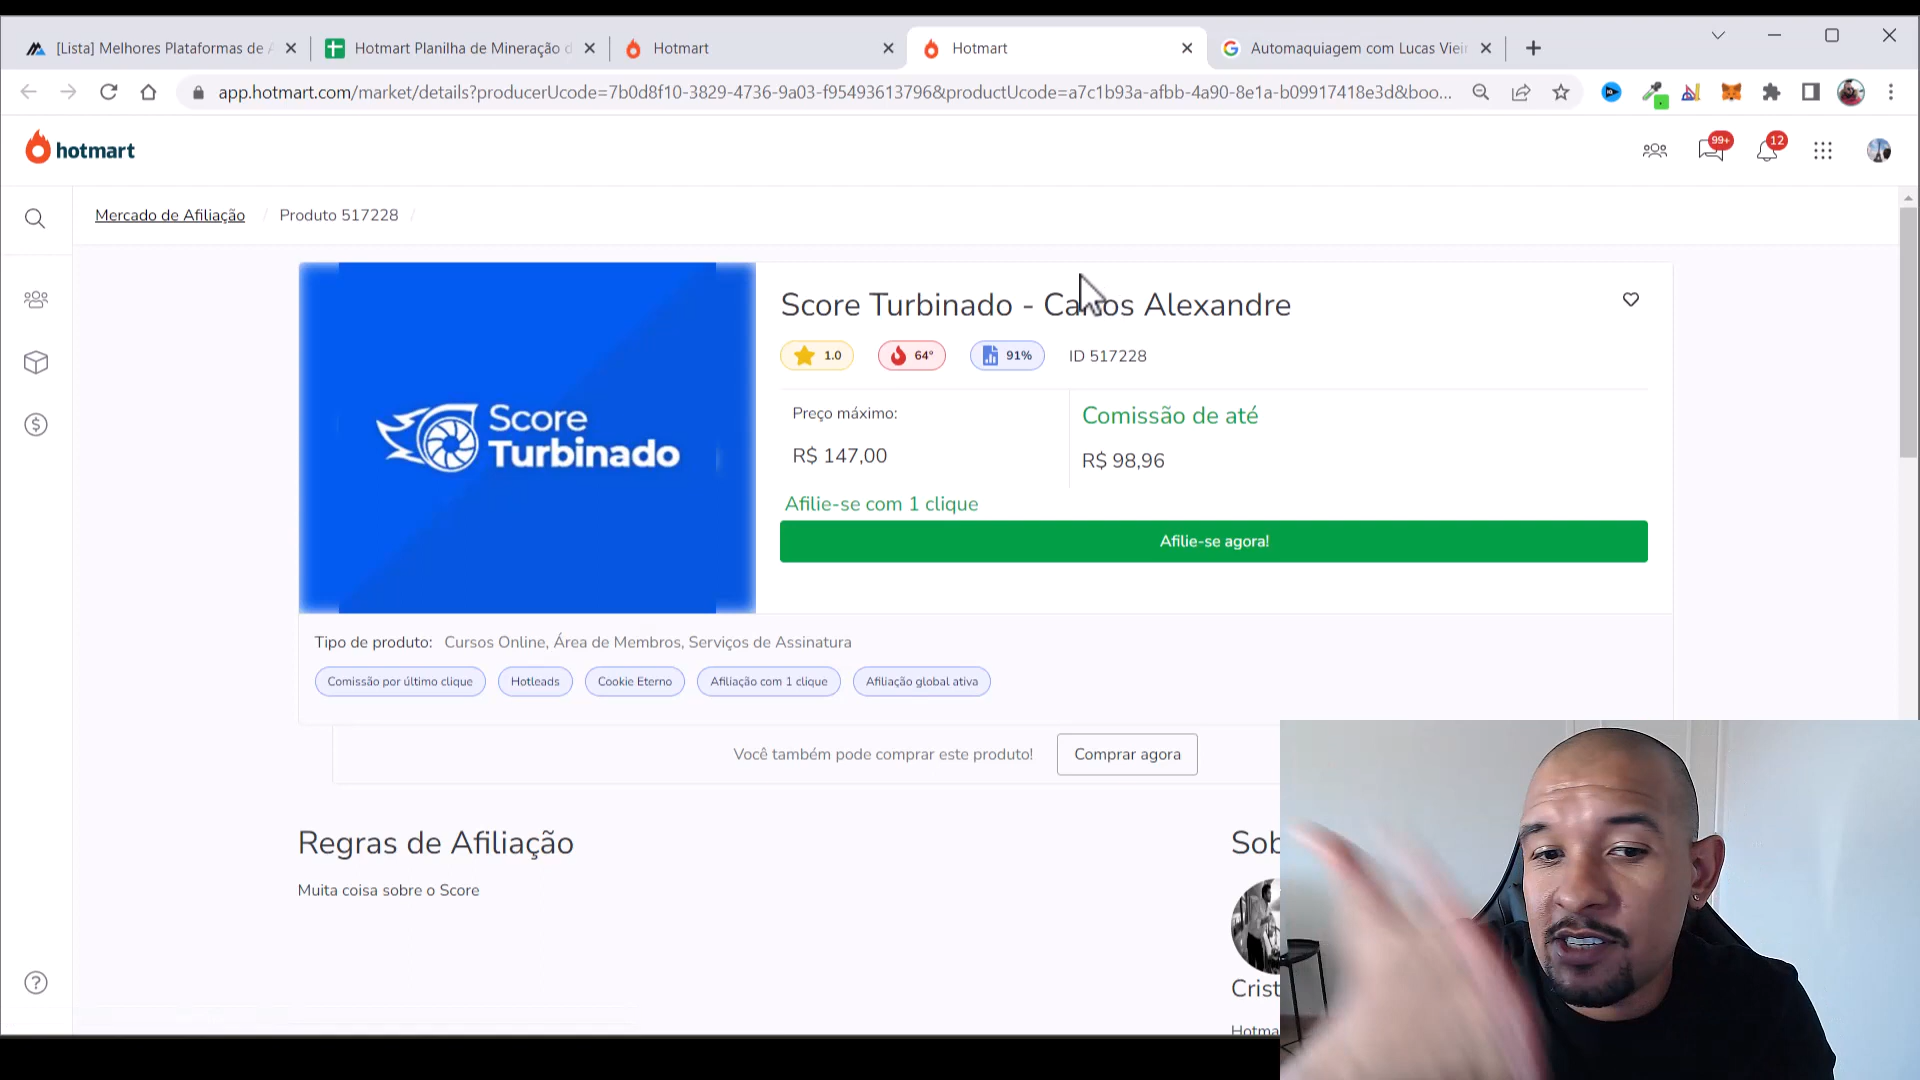 [Lista] Melhores Plataformas de A
Hotmart Planilha de Mineração d
Hotmart
Hotmart
Automaquiagem com Lucas Vieir
app.hotmart.com/market/details?producerUcode=7b0d8f10-3829-4736-9a03-f95493613796&productUcode=a7c1b93a-afbb-4a90-8e1a-b09917418e3d&boo...
hotmart
99+
12
Mercado de Afiliação / Produto 517228 /
Score Turbinado
Score Turbinado - Carlos Alexandre
1.0
64°
91%
ID 517228
Preço máximo:
R$ 147,00
Comissão de até
R$ 98,96
Afilie-se com 1 clique
Afilie-se agora!
Tipo de produto: Cursos Online, Área de Membros, Serviços de Assinatura
Comissão por último clique
Hotleads
Cookie Eterno
Afiliação com 1 clique
Afiliação global ativa
Você também pode comprar este produto!
Comprar agora
Regras de Afiliação
Muita coisa sobre o Score
Sob
Crist
Hotma